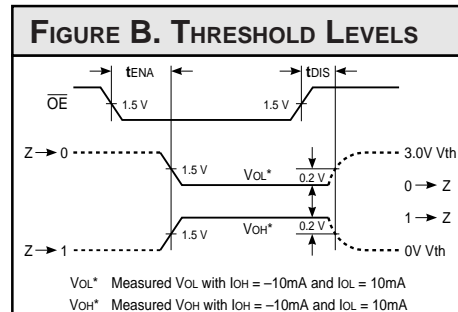 FIGURE B. THRESHOLD LEVELS
tENA tDIS
OE 1.5 V 1.5 V
Z 0 3.0V Vth
1.5 V VOL* 0.2 V
0 Z
1 Z
1.5 V VOH* 0.2 V
Z 1 0V Vth
VOL* Measured VOL with IOH = –10mA and IOL = 10mA
VOH* Measured VOH with IOH = –10mA and IOL = 10mA